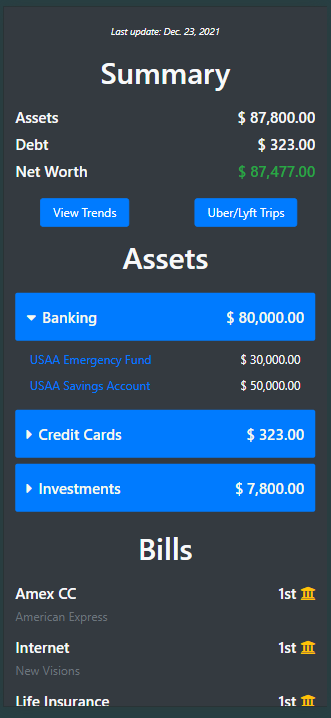 Last update: Dec. 23, 2021
Summary
Assets $ 87,800.00
Debt $ 323.00
Net Worth $ 87,477.00
View Trends Uber/Lyft Trips
Assets
Banking $ 80,000.00
USAA Emergency Fund $ 30,000.00
USAA Savings Account $ 50,000.00
Credit Cards $ 323.00
Investments $ 7,800.00
Bills
Amex CC 1st
American Express
Internet 1st
New Visions
Life Insurance 1st